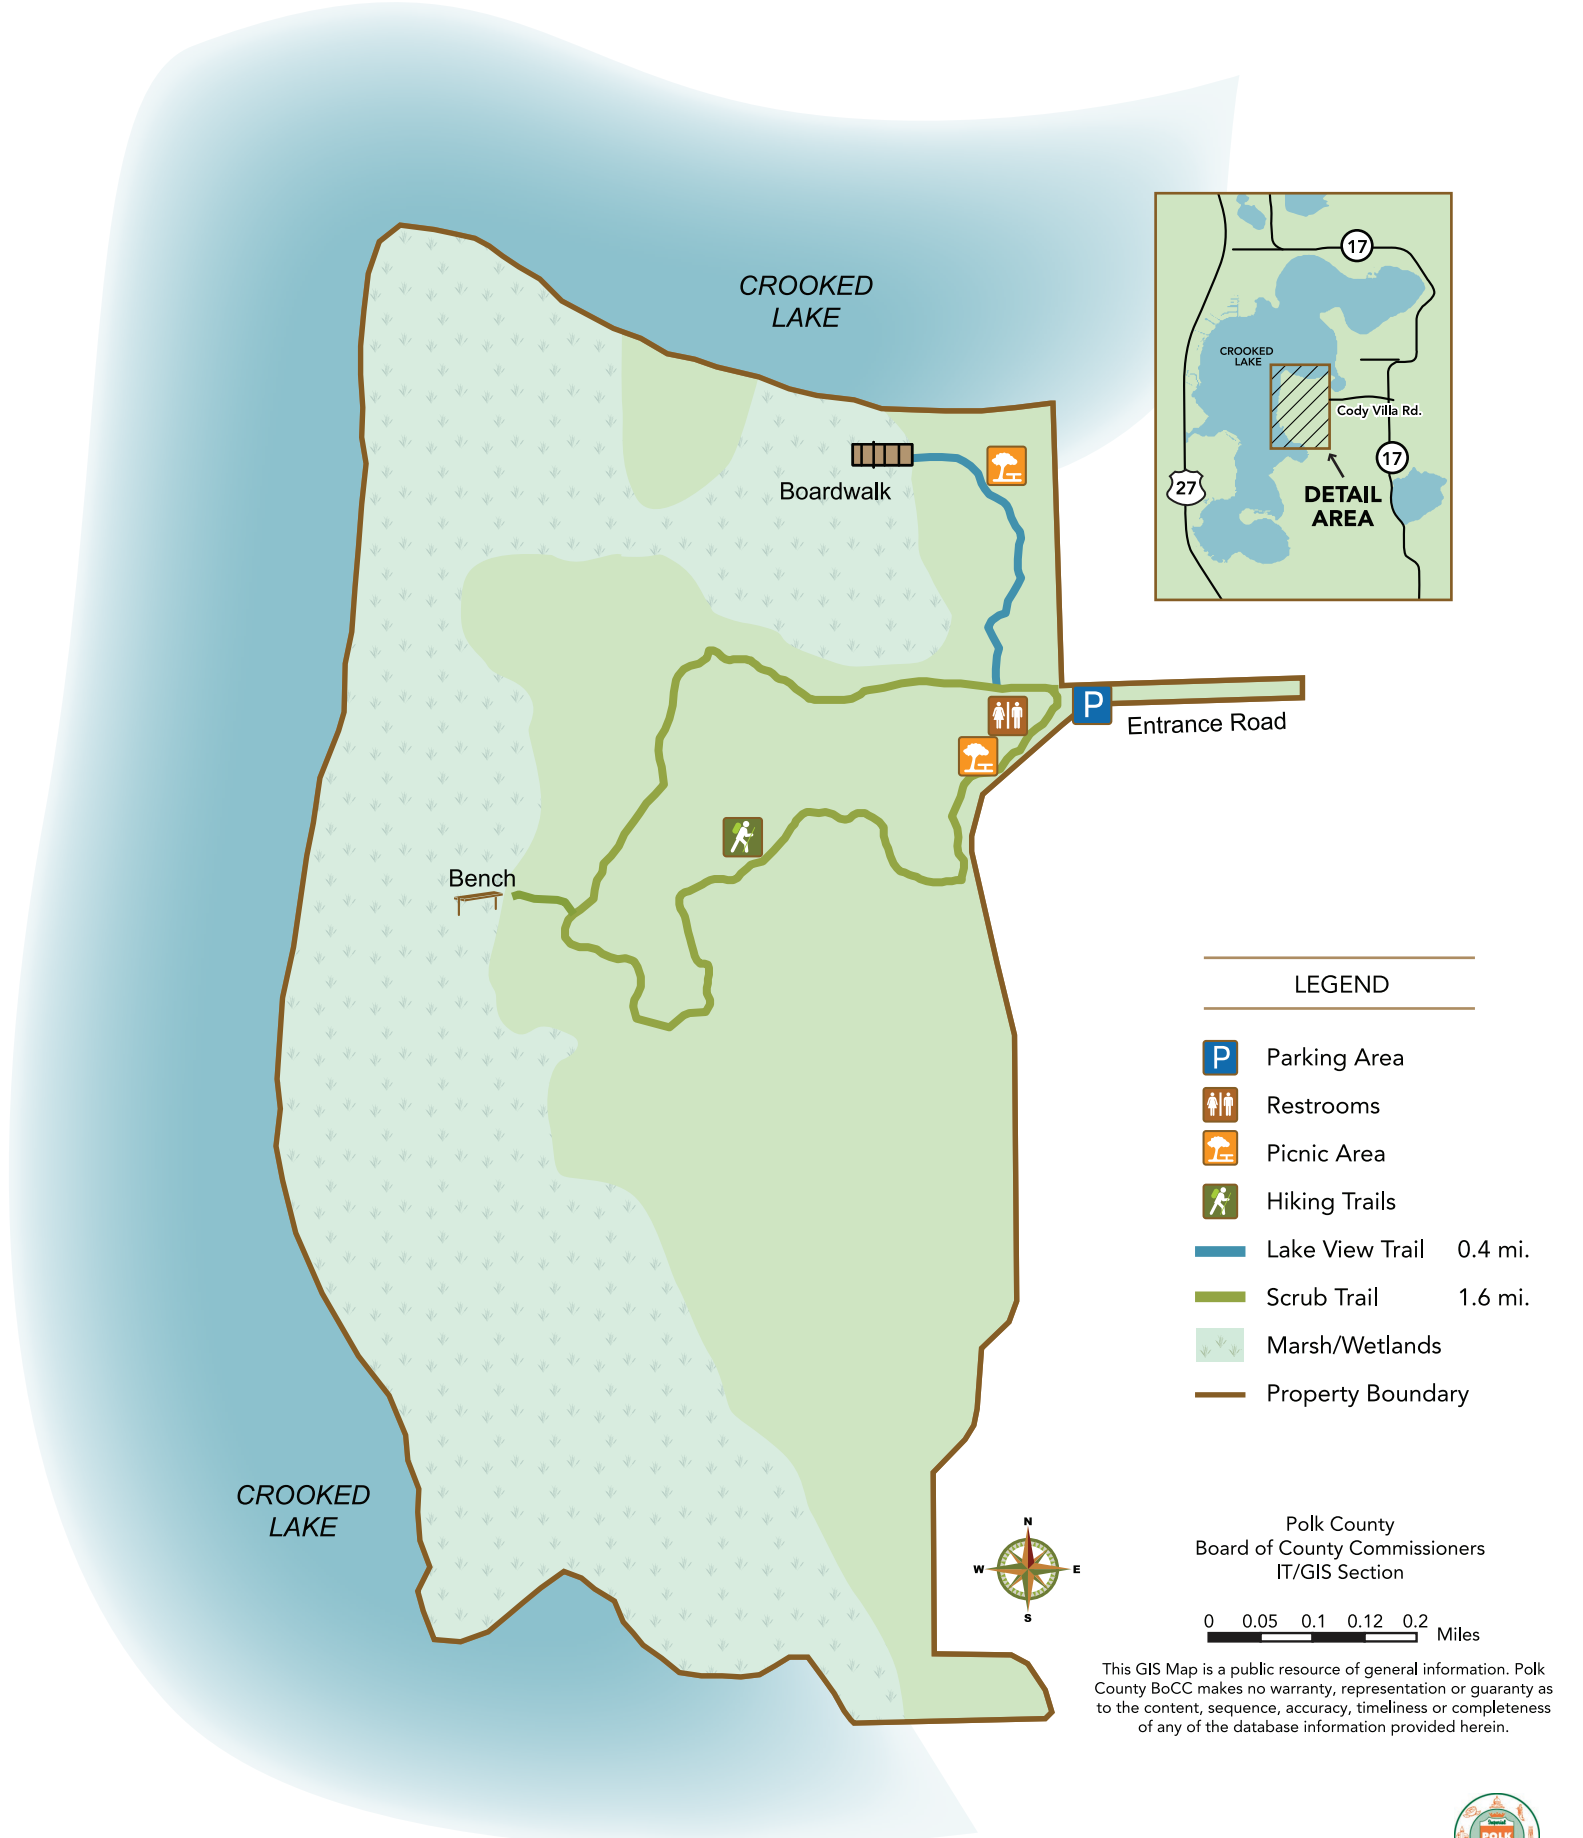 CROOKED
LAKE
17
CROOKED
LAKE
Cody Villa Rd.
17
27
DETAIL
AREA
Boardwalk
P
Entrance Road
Bench
LEGEND
P Parking Area
Restrooms
Picnic Area
Hiking Trails
Lake View Trail 0.4 mi.
Scrub Trail 1.6 mi.
Marsh/Wetlands
Property Boundary
CROOKED
LAKE
N
W E
S
Polk County
Board of County Commissioners
IT/GIS Section
0 0.05 0.1 0.12 0.2
Miles
This GIS Map is a public resource of general information. Polk
County BoCC makes no warranty, representation or guaranty as
to the content, sequence, accuracy, timeliness or completeness
of any of the database information provided herein.
POLK